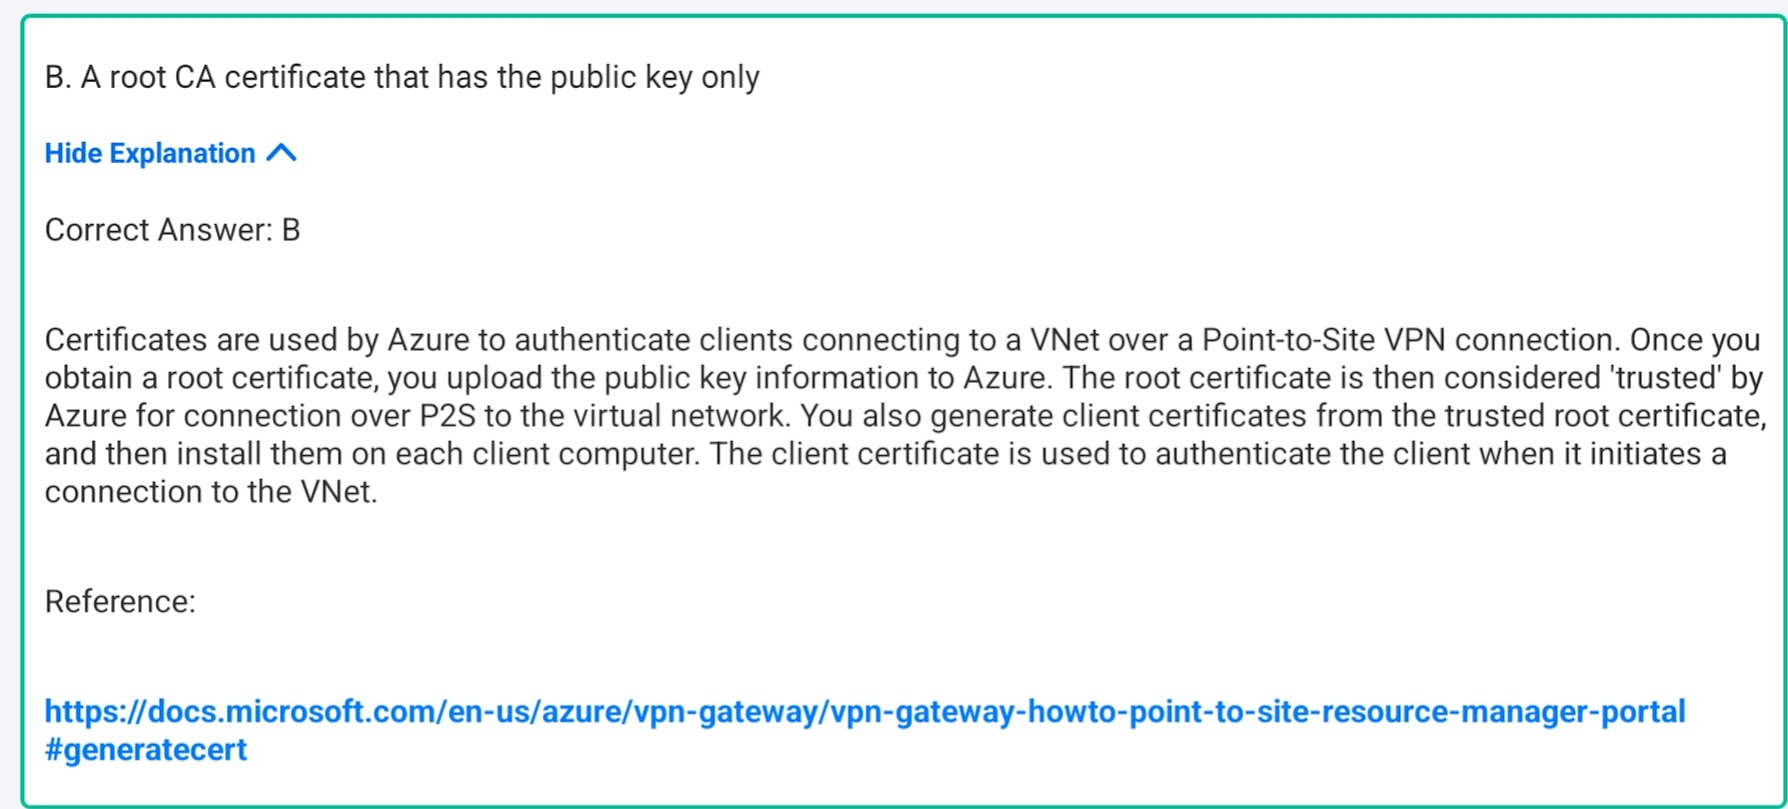 B. A root CA certificate that has the public key only
Hide Explanation
Correct Answer: B
Certificates are used by Azure to authenticate clients connecting to a VNet over a Point-to-Site VPN connection. Once you
obtain a root certificate, you upload the public key information to Azure. The root certificate is then considered 'trusted' by
Azure for connection over P2S to the virtual network. You also generate client certificates from the trusted root certificate,
and then install them on each client computer. The client certificate is used to authenticate the client when it initiates a
connection to the VNet.
Reference:
https://docs.microsoft.com/en-us/azure/vpn-gateway/vpn-gateway-howto-point-to-site-resource-manager-portal
#generatecert